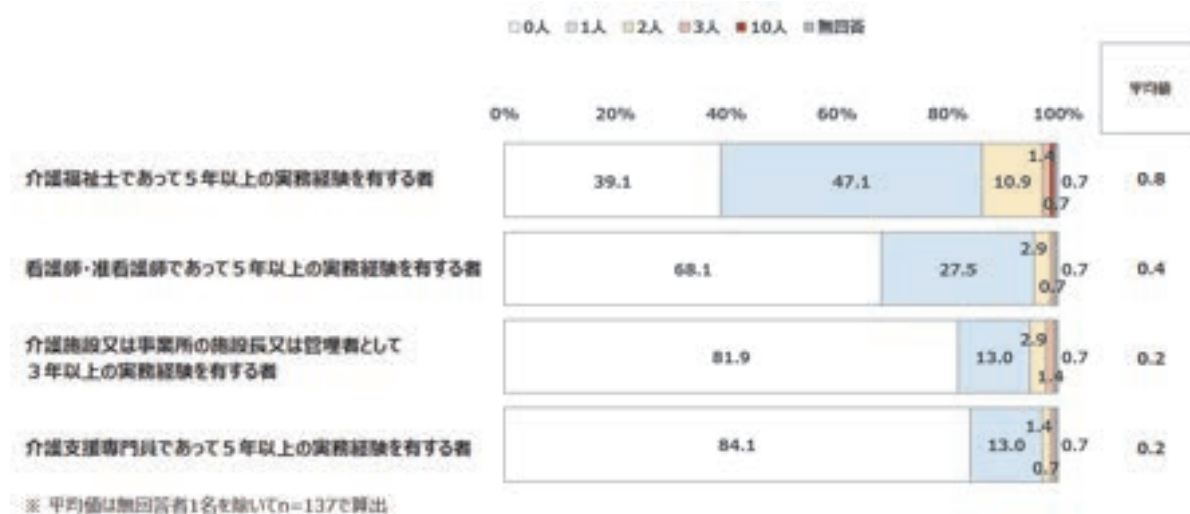 □0人 □1人 □2人 ■3人 ■10人 ■無回答
平均値
0% 20% 40% 60% 80% 100%
介護福祉士であって5年以上の実務経験を有する者 39.1 47.1 10.9 1.4 0.7 0.7 0.8
看護師・准看護師であって5年以上の実務経験を有する者 68.1 27.5 2.9 0.7 0.7 0.4
介護施設又は事業所の施設長又は管理者として
3年以上の実務経験を有する者 81.9 13.0 2.9 1.4 0.7 0.2
介護支援専門員であって5年以上の実務経験を有する者 84.1 13.0 1.4 0.7 0.7 0.2
※ 平均値は無回答者1名を除いてn=137で算出